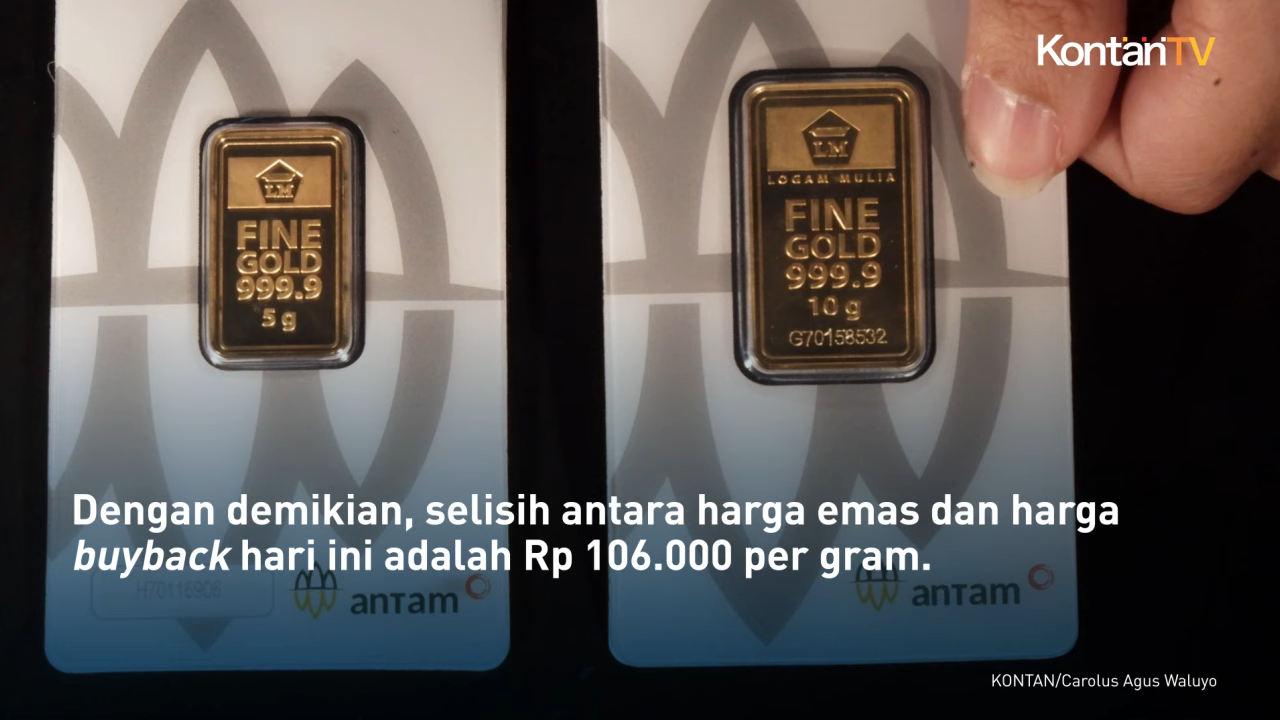 KontanTV
LM
FINE
GOLD
999.9
5 g
LM
LOGAM MULIA
FINE
GOLD
999.9
10 g
G70158532
Dengan demikian, selisih antara harga emas dan harga
buyback hari ini adalah Rp 106.000 per gram.
H70116906
antam
antam
KONTAN/Carolus Agus Waluyo